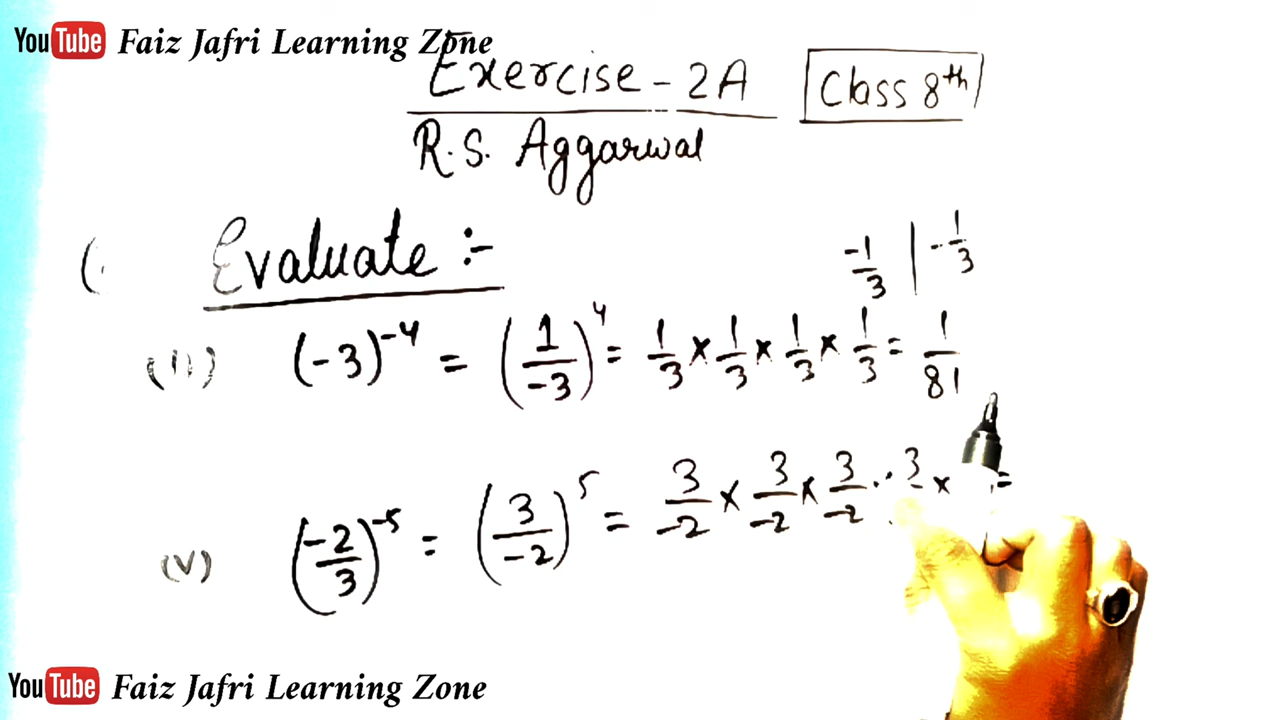 YouTube Faiz Jafri Learning Zone
Exercise - 2A Class 8th
R.S. Aggarwal
Evaluate :-
-1/3 | -1/3
(ii) (-3)^-4 = (1/-3)^4 = 1/3 × 1/3 × 1/3 × 1/3 = 1/81
(v) (-2/3)^-5 = (3/-2)^5 = 3/-2 × 3/-2 × 3/-2 × 3 × =
YouTube Faiz Jafri Learning Zone